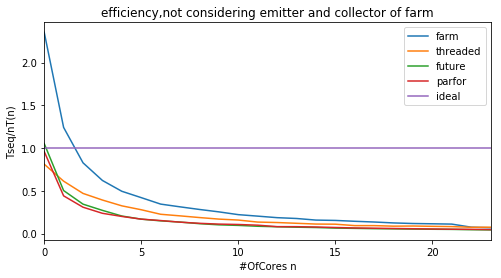 efficiency,not considering emitter and collector of farm
farm
threaded
future
parfor
ideal
Tseq/nT(n)
2.0
1.5
1.0
0.5
0.0
0
5
10
15
20
#OfCores n